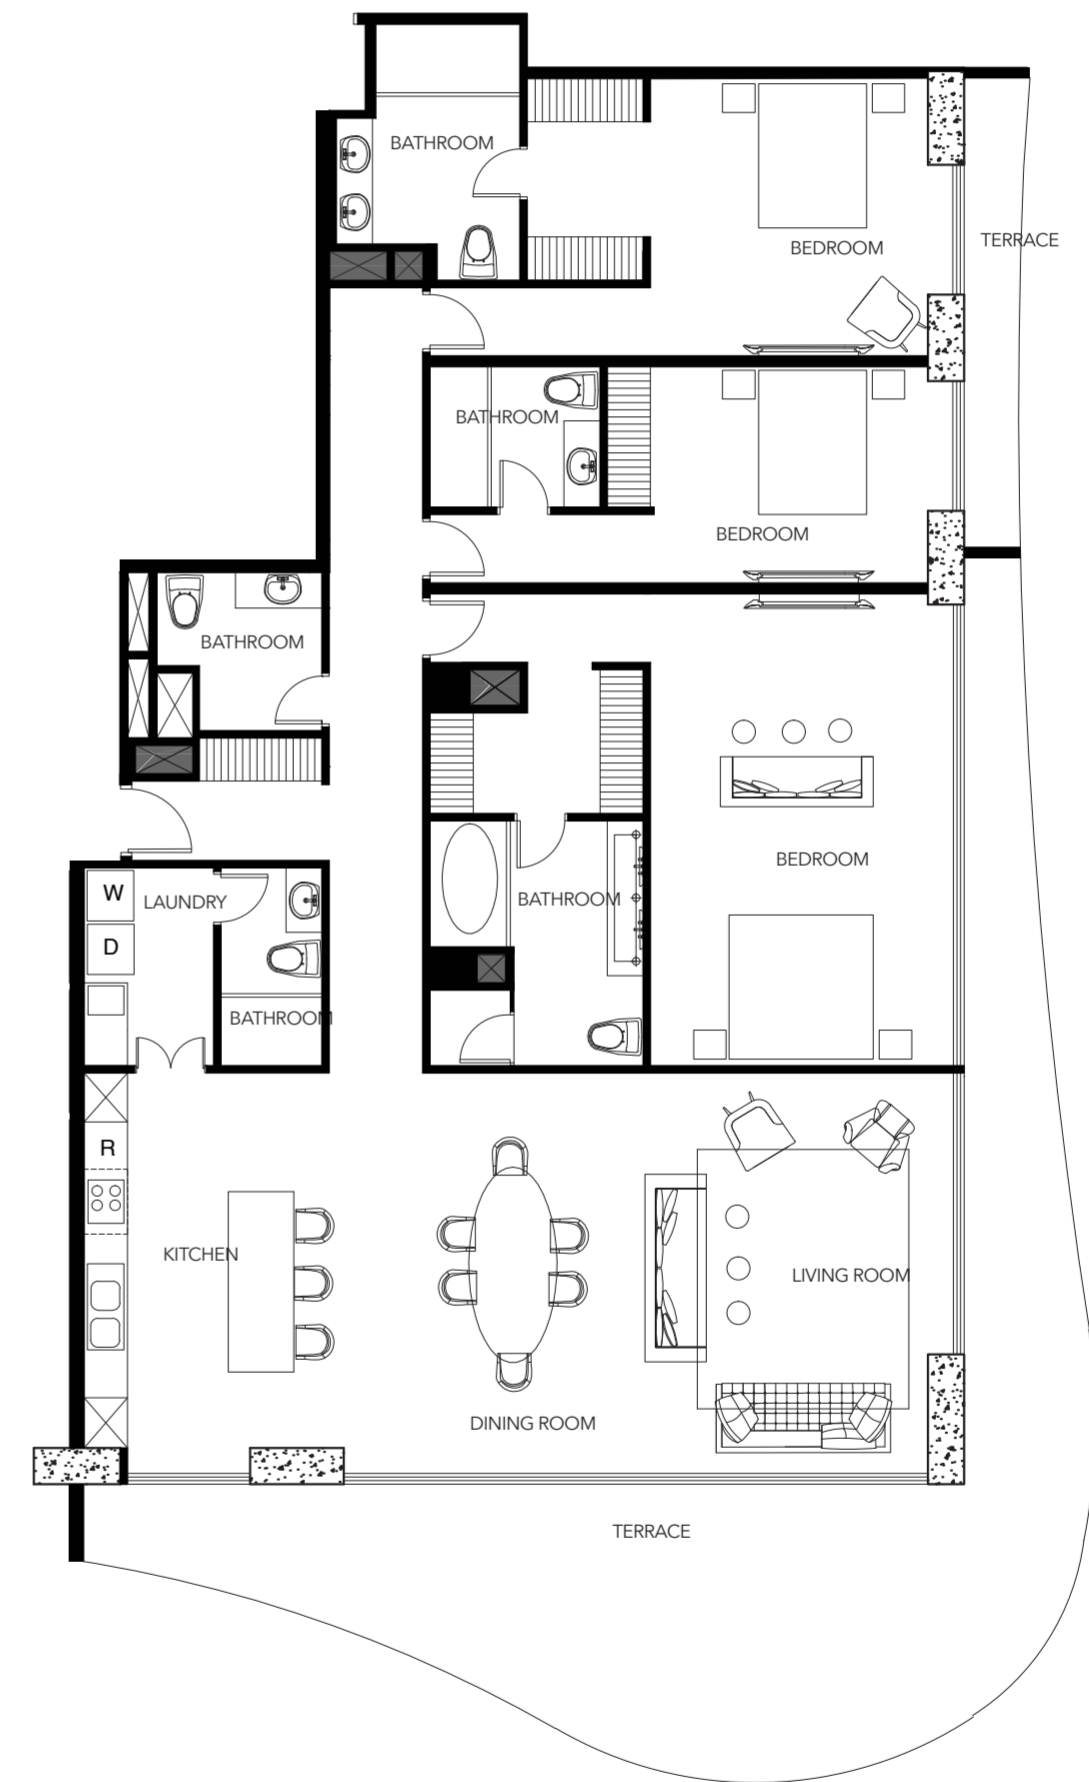 BATHROOM
BEDROOM
TERRACE
BATHROOM
BEDROOM
BATHROOM
BEDROOM
W
LAUNDRY
BATHROOM
D
BATHROOM
R
KITCHEN
LIVING ROOM
DINING ROOM
TERRACE